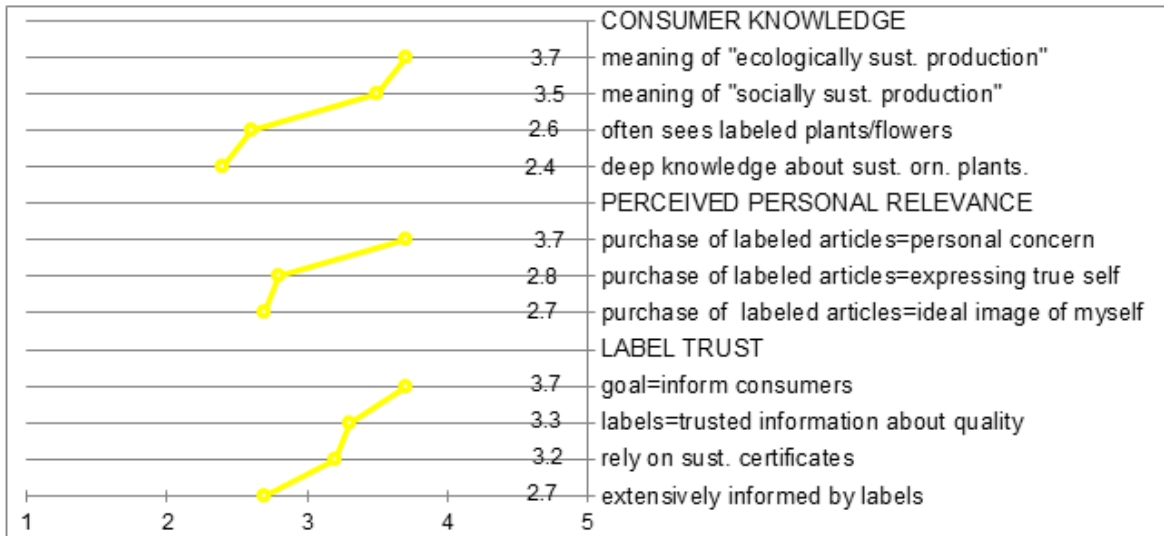 CONSUMER KNOWLEDGE
3.7 meaning of "ecologically sust. production"
3.5 meaning of "socially sust. production"
2.6 often sees labeled plants/flowers
2.4 deep knowledge about sust. orn. plants.
PERCEIVED PERSONAL RELEVANCE
3.7 purchase of labeled articles=personal concern
2.8 purchase of labeled articles=expressing true self
2.7 purchase of labeled articles=ideal image of myself
LABEL TRUST
3.7 goal=inform consumers
3.3 labels=trusted information about quality
3.2 rely on sust. certificates
2.7 extensively informed by labels
1 2 3 4 5